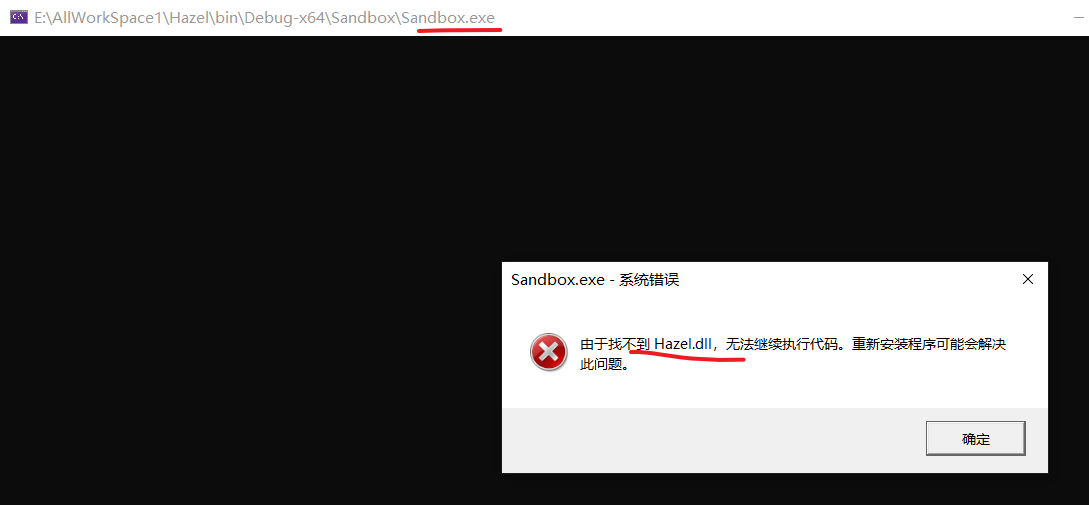 E:\AllWorkSpace1\Hazel\bin\Debug-x64\Sandbox\Sandbox.exe
Sandbox.exe - 系统错误
由于找不到 Hazel.dll，无法继续执行代码。重新安装程序可能会解决
此问题。
确定